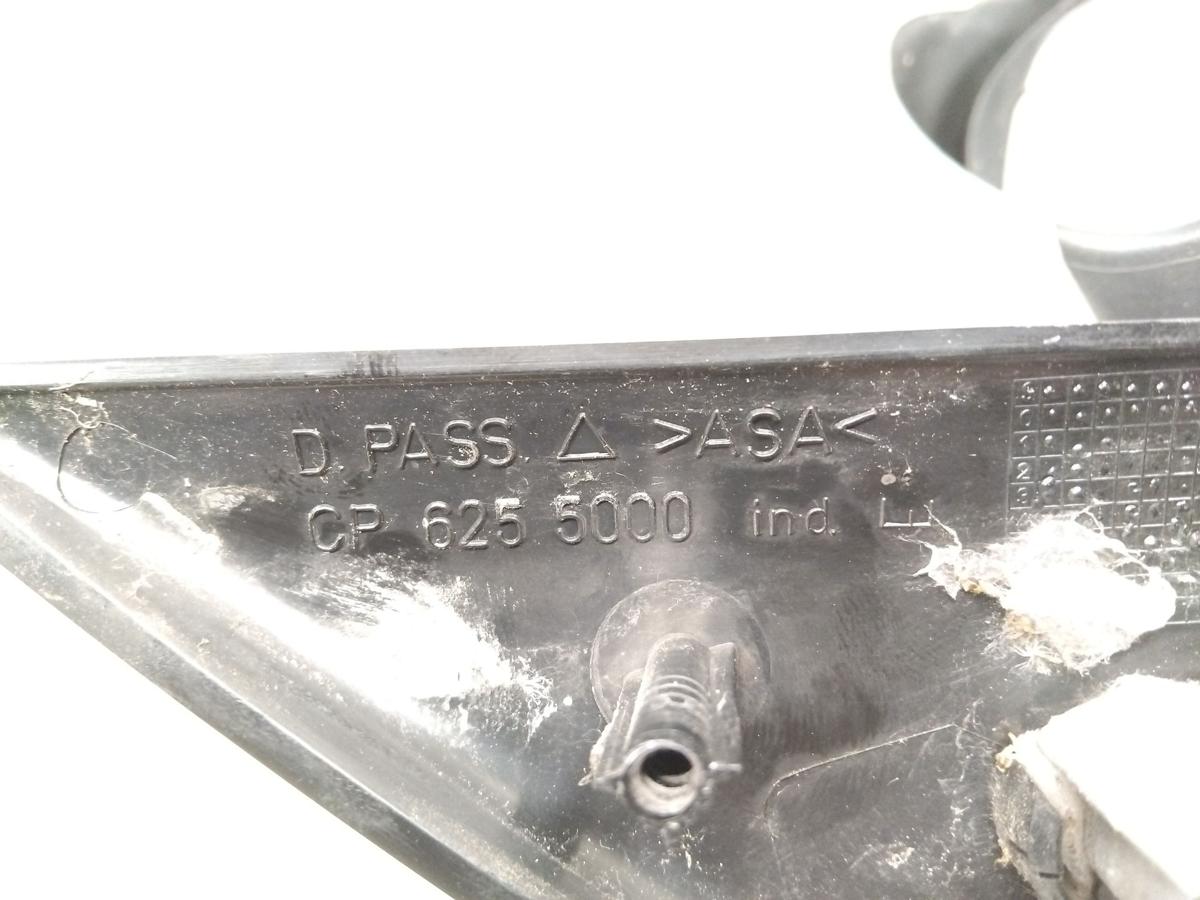 D. PASS. △ >ASA<
CP 625 5000 ind. E